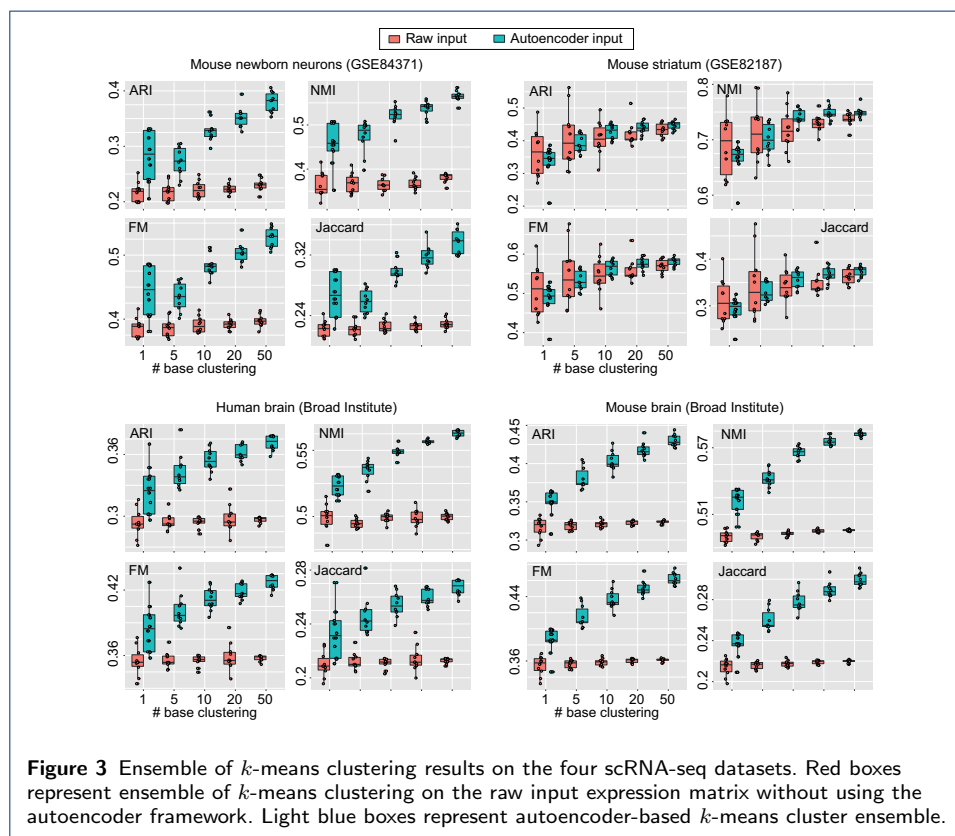 Raw input Autoencoder input
Mouse newborn neurons (GSE84371)
ARI
0.4
0.3
0.2
NMI
0.5
0.4
FM
0.5
0.4
Jaccard
0.32
0.24
1 5 10 20 50
# base clustering
Mouse striatum (GSE82187)
ARI
0.5
0.4
0.3
0.2
NMI
0.8
0.7
0.6
FM
0.6
0.5
0.4
Jaccard
0.4
0.3
1 5 10 20 50
# base clustering
Human brain (Broad Institute)
ARI
0.36
0.3
NMI
0.55
0.5
FM
0.42
0.36
Jaccard
0.28
0.24
0.2
1 5 10 20 50
# base clustering
Mouse brain (Broad Institute)
ARI
0.45
0.4
0.35
0.3
NMI
0.57
0.51
FM
0.44
0.36
Jaccard
0.28
0.24
0.2
1 5 10 20 50
# base clustering
Figure 3 Ensemble of k-means clustering results on the four scRNA-seq datasets. Red boxes
represent ensemble of k-means clustering on the raw input expression matrix without using the
autoencoder framework. Light blue boxes represent autoencoder-based k-means cluster ensemble.